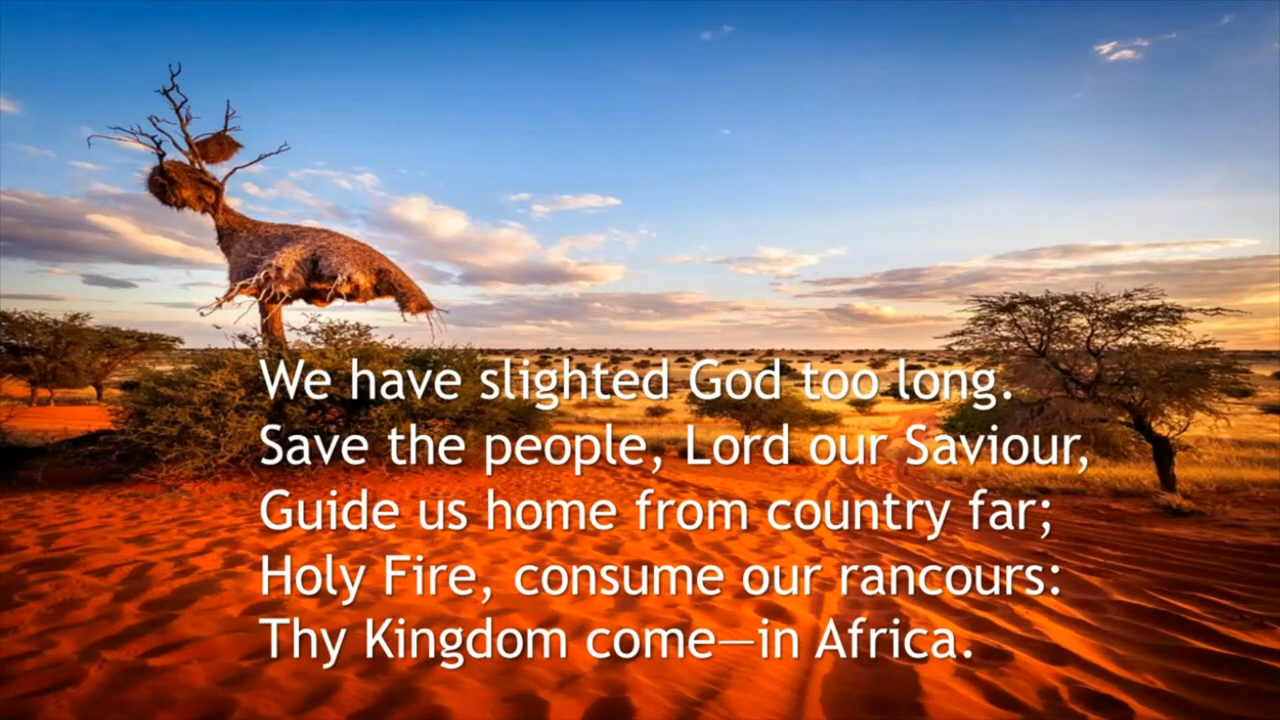 We have slighted God too long.
Save the people, Lord our Saviour,
Guide us home from country far;
Holy Fire, consume our rancours:
Thy Kingdom come—in Africa.